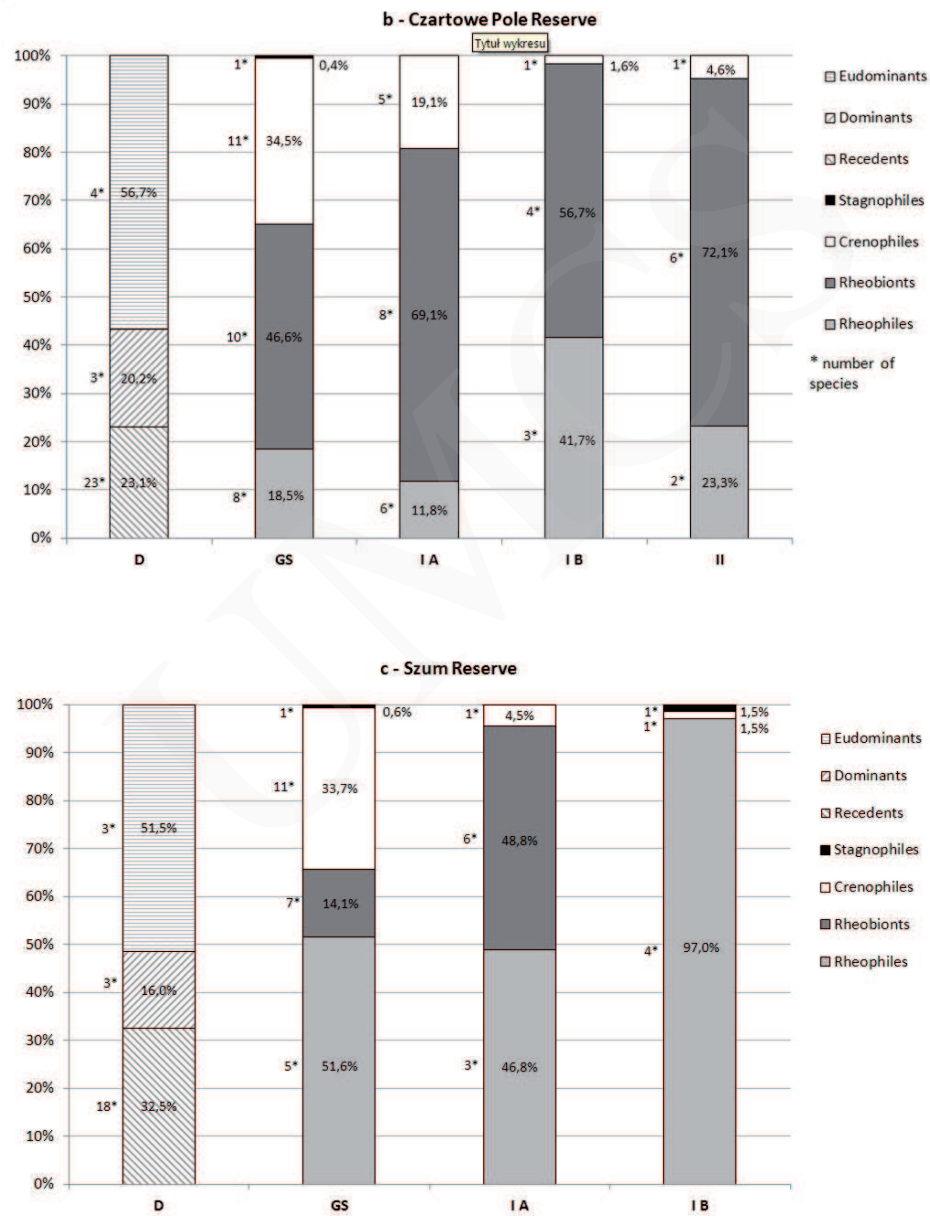 b - Czartowe Pole Reserve
Tytuł wykresu
100%
90%
80%
70%
60%
50%
40%
30%
20%
10%
0%
4* 56,7%
3* 20,2%
23* 23,1%
1* 0,4%
11* 34,5%
10* 46,6%
8* 18,5%
5* 19,1%
8* 69,1%
6* 11,8%
1* 1,6%
4* 56,7%
3* 41,7%
1* 4,6%
6* 72,1%
2* 23,3%
D GS I A I B II
Eudominants
Dominants
Recedents
Stagnophiles
Crenophiles
Rheobionts
Rheophiles
* number of
species
c - Szum Reserve
100%
90%
80%
70%
60%
50%
40%
30%
20%
10%
0%
3* 51,5%
3* 16,0%
18* 32,5%
1* 0,6%
11* 33,7%
7* 14,1%
5* 51,6%
1* 4,5%
6* 48,8%
3* 46,8%
1* 1,5%
1* 1,5%
4* 97,0%
D GS I A I B
Eudominants
Dominants
Recedents
Stagnophiles
Crenophiles
Rheobionts
Rheophiles
UMCS